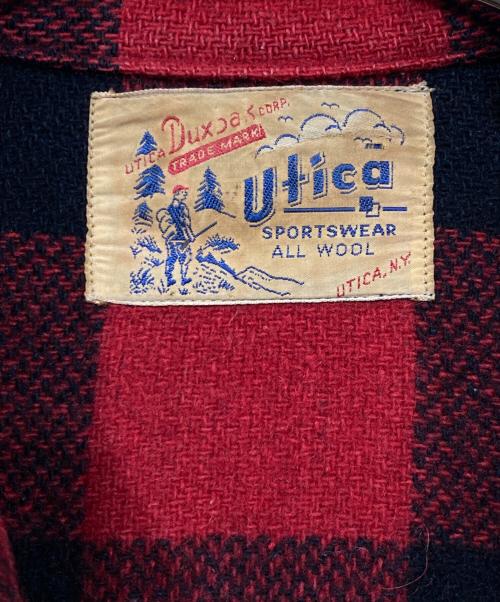 UTICA Duxbak CORP.
TRADE MARK
Utica
SPORTSWEAR
ALL WOOL
UTICA, N.Y.